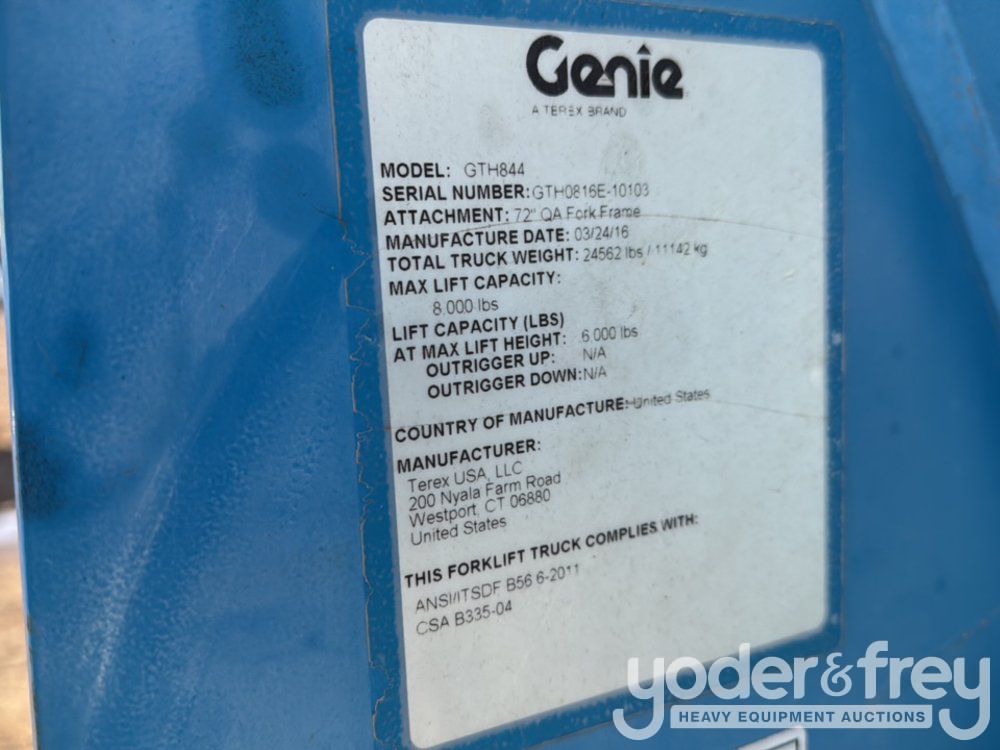 Genie
A TEREX BRAND
MODEL: GTH844
SERIAL NUMBER: GTH0816E-10103
ATTACHMENT: 72" QA Fork Frame
MANUFACTURE DATE: 03/24/16
TOTAL TRUCK WEIGHT: 24562 lbs / 11142 kg
MAX LIFT CAPACITY:
8,000 lbs
LIFT CAPACITY (LBS)
AT MAX LIFT HEIGHT: 6,000 lbs
OUTRIGGER UP: N/A
OUTRIGGER DOWN: N/A
COUNTRY OF MANUFACTURE: United States
MANUFACTURER:
Terex USA, LLC
200 Nyala Farm Road
Westport, CT 06880
United States
THIS FORKLIFT TRUCK COMPLIES WITH:
ANSI/ITSDF B56.6-2011
CSA B335-04
yoder&frey
HEAVY EQUIPMENT AUCTIONS